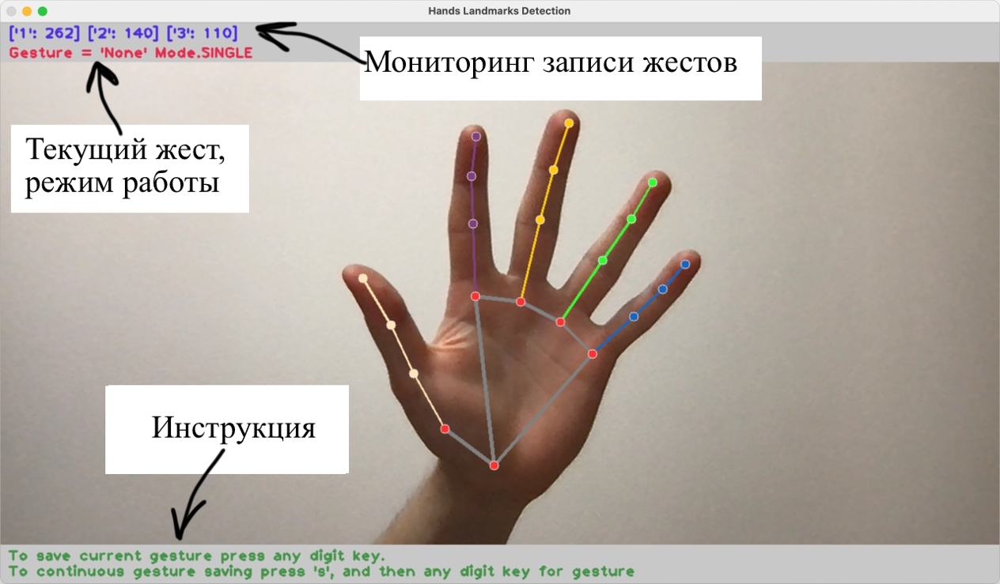 Hands Landmarks Detection
['1': 262] ['2': 140] ['3': 110]
Gesture = 'None' Mode.SINGLE
Мониторинг записи жестов
Текущий жест,
режим работы
Инструкция
To save current gesture press any digit key.
To continuous gesture saving press 's', and then any digit key for gesture